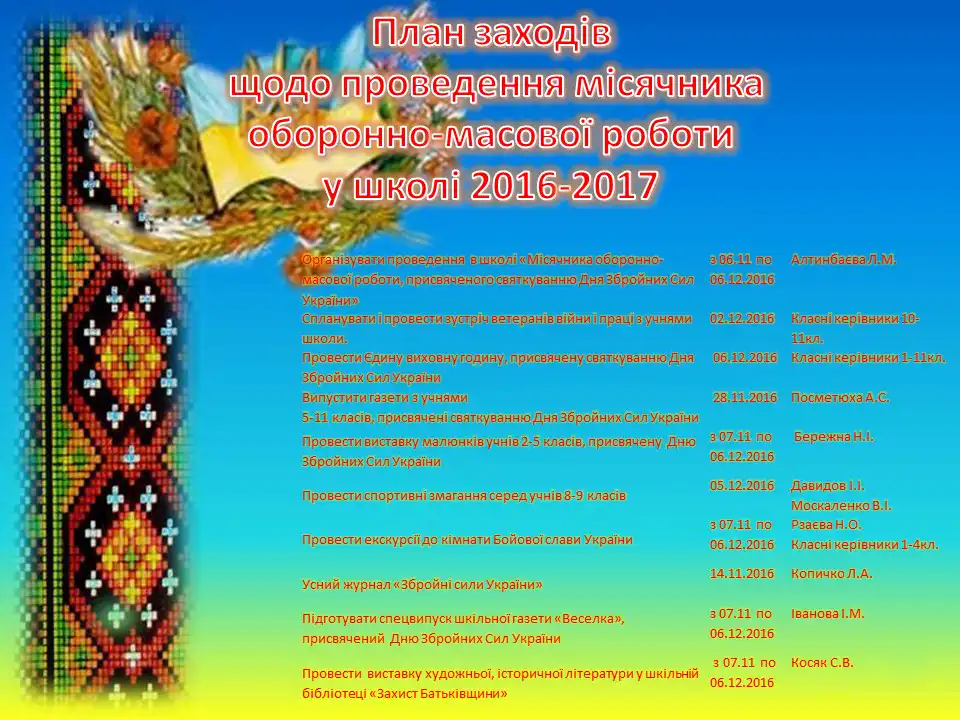 План заходів
щодо проведення місячника
оборонно-масової роботи
у школі 2016-2017
Організувати проведення в школі «Місячника оборонно- з 06.11 по Алтинбаєва Л.М.
масової роботи, присвяченого святкуванню Дня Збройних Сил 06.12.2016
України»
Спланувати і провести зустріч ветеранів війни і праці з учнями 02.12.2016 Класні керівники 10-
школи. 11кл.
Провести Єдину виховну годину, присвячену святкуванню Дня 06.12.2016 Класні керівники 1-11кл.
Збройних Сил України
Випустити газети з учнями 28.11.2016 Посметюха А.С.
5-11 класів, присвячені святкуванню Дня Збройних Сил України
Провести виставку малюнків учнів 2-5 класів, присвячену Дню з 07.11 по Бережна Н.І.
Збройних Сил України 06.12.2016
Провести спортивні змагання серед учнів 8-9 класів 05.12.2016 Давидов І.І.
Москаленко В.І.
Провести екскурсії до кімнати Бойової слави України з 07.11 по Рзаєва Н.О.
06.12.2016 Класні керівники 1-4кл.
Усний журнал «Збройні сили України» 14.11.2016 Копичко Л.А.
Підготувати спецвипуск шкільної газети «Веселка», з 07.11 по Іванова І.М.
присвячений Дню Збройних Сил України 06.12.2016
Провести виставку художньої, історичної літератури у шкільній з 07.11 по Косяк С.В.
бібліотеці «Захист Батьківщини» 06.12.2016